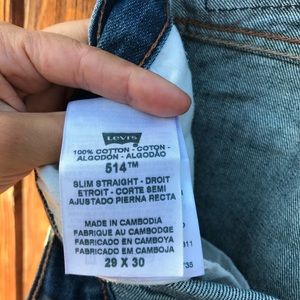 Levi's
100% COTTON - COTON -
ALGODÓN - ALGODÃO
514™
SLIM STRAIGHT - DROIT
ETROIT - CORTE SEMI
AJUSTADO PIERNA RECTA
MADE IN CAMBODIA
FABRIQUE AU CAMBODGE
FABRICADO EN CAMBOYA
FABRICADO EM CAMBOJA
29 X 30